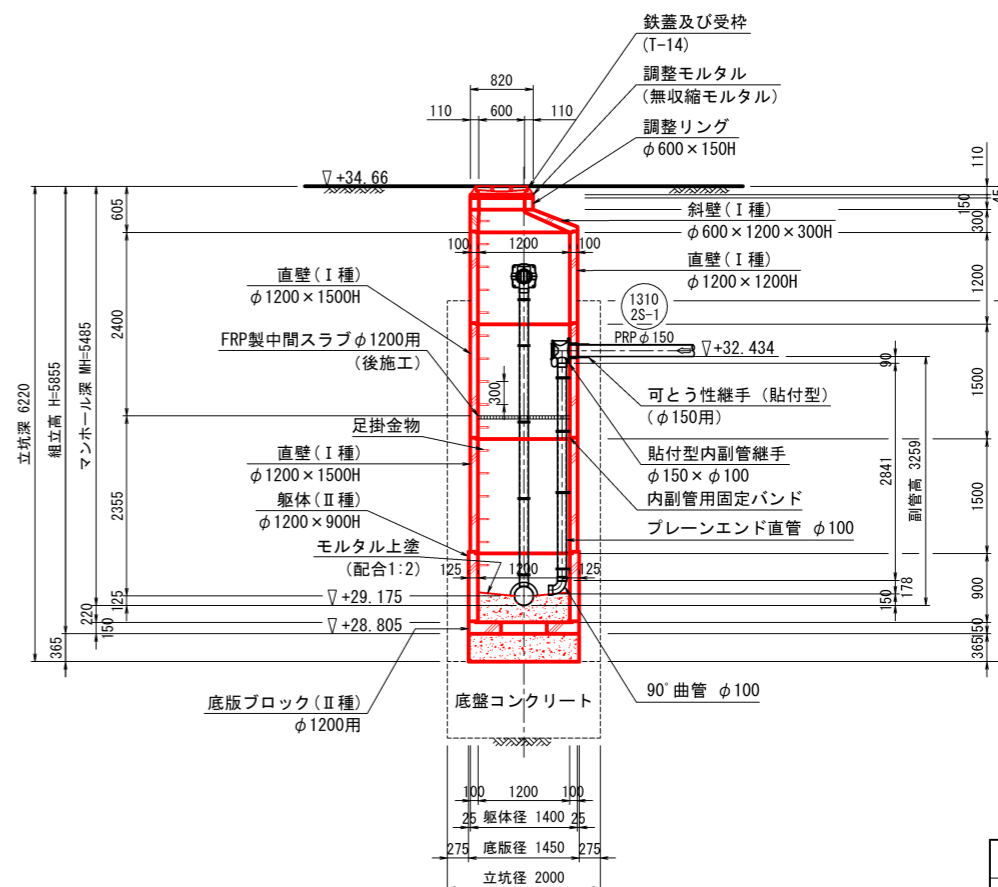 鉄蓋及び受枠
(T-14)
調整モルタル
(無収縮モルタル)
調整リング
φ600×150H
820
110
600
110
▽+34.66
斜壁(Ⅰ種)
φ600×1200×300H
直壁(Ⅰ種)
φ1200×1200H
100
1200
100
直壁(Ⅰ種)
φ1200×1500H
FRP製中間スラブφ1200用
(後施工)
足掛金物
直壁(Ⅰ種)
φ1200×1500H
躯体(Ⅱ種)
φ1200×900H
モルタル上塗
(配合1:2)
125
1200
125
▽+29.175
▽+28.805
底版ブロック(Ⅱ種)
φ1200用
底盤コンクリート
1310
2S-1
PRPφ150
▽+32.434
300
可とう性継手 (貼付型)
(φ150用)
貼付型内副管継手
φ150×φ100
内副管用固定バンド
プレーンエンド直管 φ100
90°曲管 φ100
立坑深 6220
組立高 H=5855
マンホール深 MH=5485
605
2400
2355
125
220
150
365
90
2841
178
150
副管高 3259
110
45
150
300
1200
1500
1500
900
150
365
100
1200
100
25
躯体径 1400
25
275
底版径 1450
275
立坑径 2000